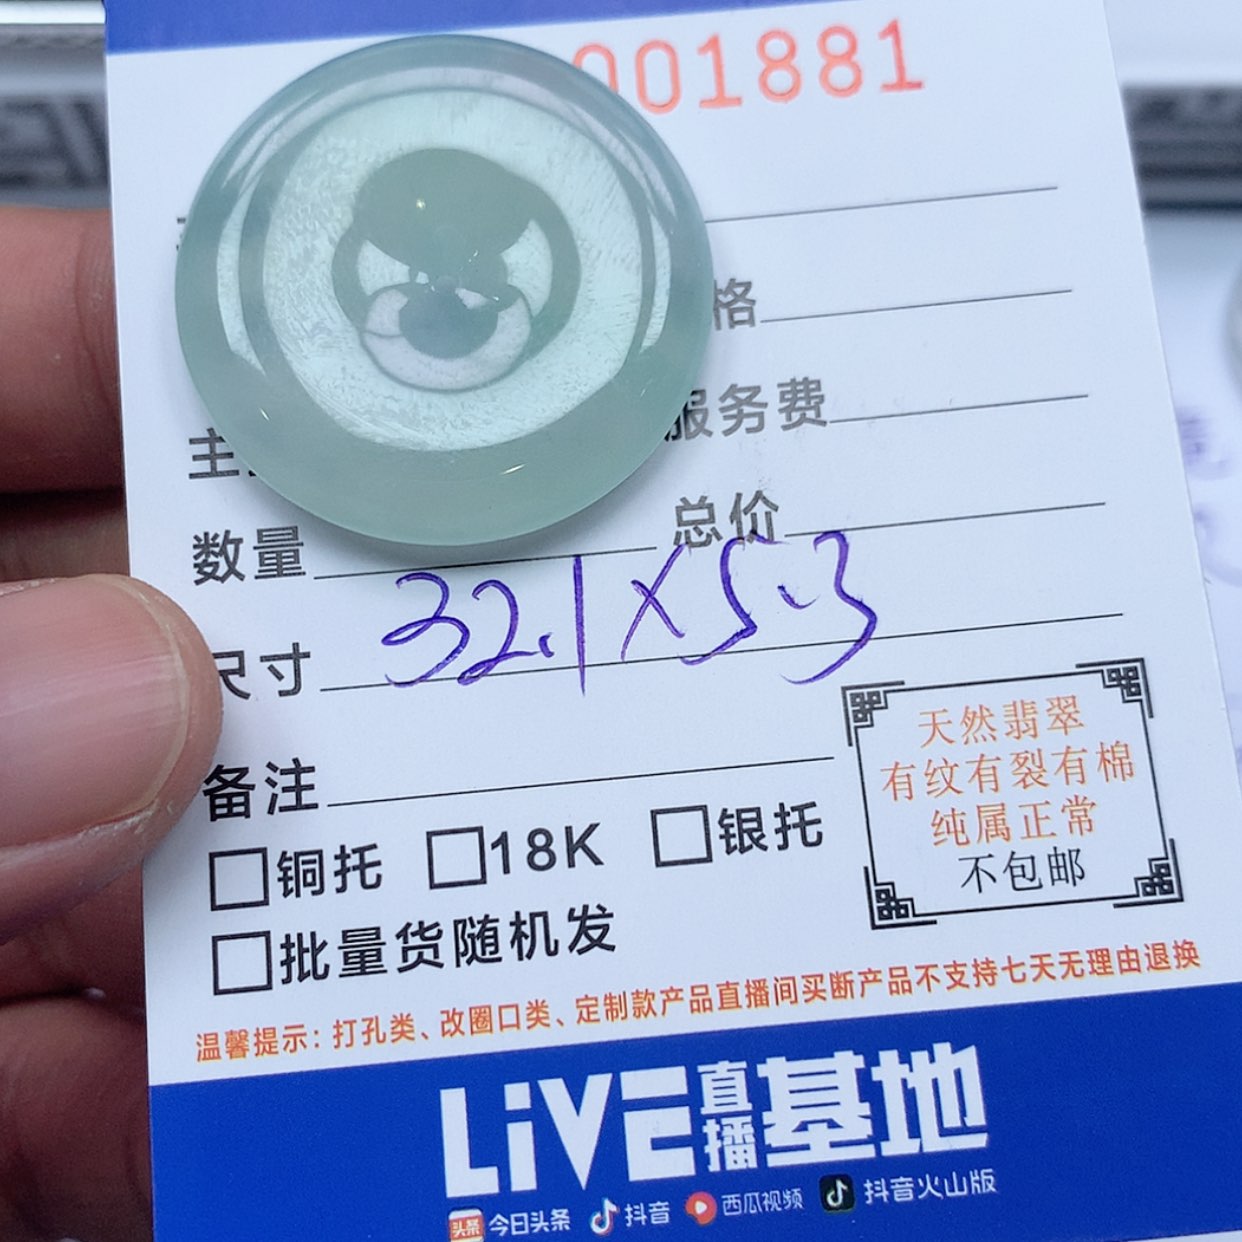 001881
格
主
服务费
数量
总价
尺寸 32.1×5.3
备注
铜托 18K 银托
批量货随机发
天然翡翠
有纹有裂有棉
纯属正常
不包邮
温馨提示：打孔类、改圈口类、定制款产品直播间买断产品不支持七天无理由退换
LiVE直播基地
头条 今日头条 抖音 西瓜视频 抖音火山版